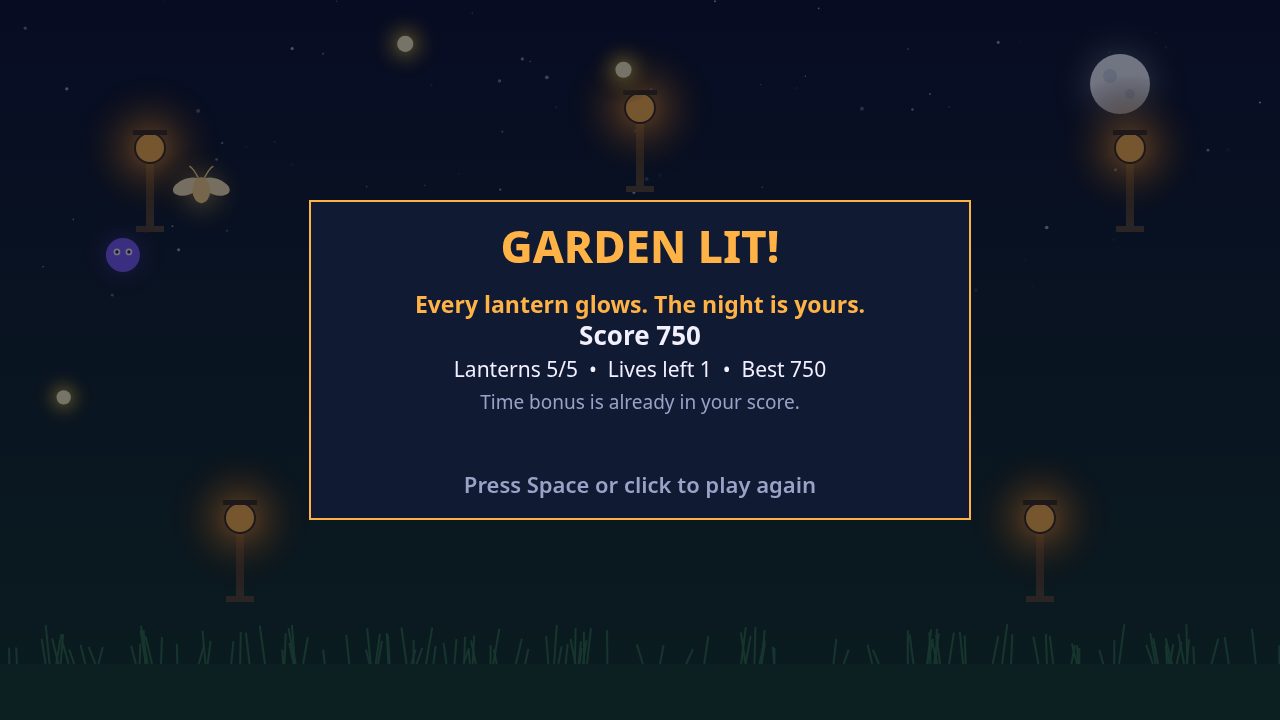 GARDEN LIT!
Every lantern glows. The night is yours.
Score 750
Lanterns 5/5 • Lives left 1 • Best 750
Time bonus is already in your score.
Press Space or click to play again